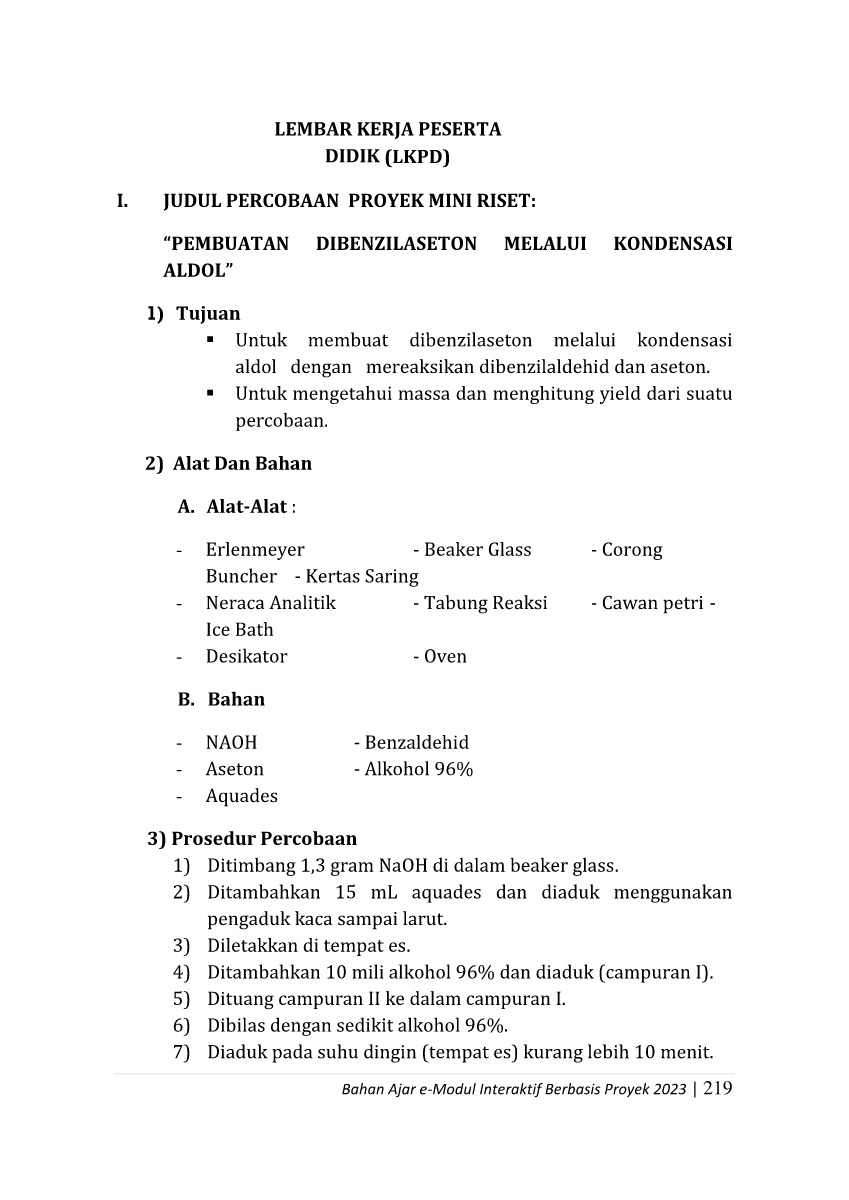 LEMBAR KERJA PESERTA
DIDIK (LKPD)
I. JUDUL PERCOBAAN PROYEK MINI RISET:
“PEMBUATAN DIBENZILASETON MELALUI KONDENSASI
ALDOL”
1) Tujuan
▪ Untuk membuat dibenzilaseton melalui kondensasi
aldol dengan mereaksikan dibenzilaldehid dan aseton.
▪ Untuk mengetahui massa dan menghitung yield dari suatu
percobaan.
2) Alat Dan Bahan
A. Alat-Alat :
- Erlenmeyer - Beaker Glass - Corong
Buncher - Kertas Saring
- Neraca Analitik - Tabung Reaksi - Cawan petri -
Ice Bath
- Desikator - Oven
B. Bahan
- NAOH - Benzaldehid
- Aseton - Alkohol 96%
- Aquades
3) Prosedur Percobaan
1) Ditimbang 1,3 gram NaOH di dalam beaker glass.
2) Ditambahkan 15 mL aquades dan diaduk menggunakan
pengaduk kaca sampai larut.
3) Diletakkan di tempat es.
4) Ditambahkan 10 mili alkohol 96% dan diaduk (campuran I).
5) Dituang campuran II ke dalam campuran I.
6) Dibilas dengan sedikit alkohol 96%.
7) Diaduk pada suhu dingin (tempat es) kurang lebih 10 menit.
Bahan Ajar e-Modul Interaktif Berbasis Proyek 2023 | 219